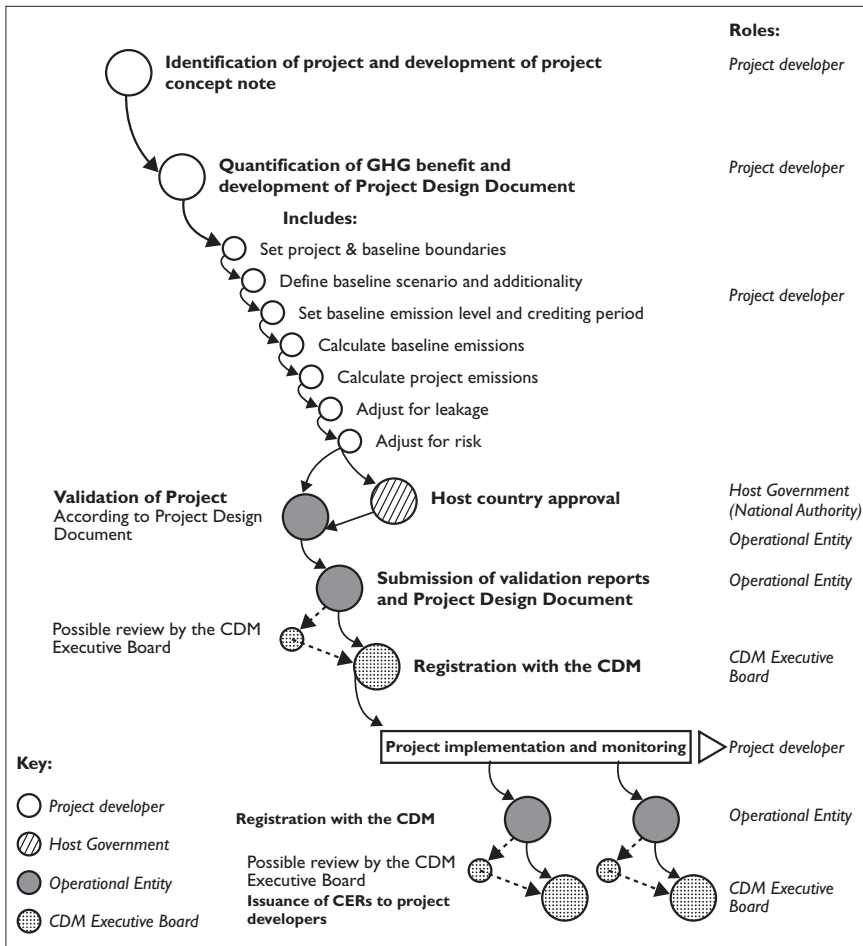 Roles:
Identification of project and development of project
concept note
Project developer
Quantification of GHG benefit and
development of Project Design Document
Project developer
Includes:
Set project & baseline boundaries
Define baseline scenario and additionality
Project developer
Set baseline emission level and crediting period
Calculate baseline emissions
Calculate project emissions
Adjust for leakage
Adjust for risk
Validation of Project
According to Project Design
Document
Host country approval
Host Government
(National Authority)
Operational Entity
Submission of validation reports
and Project Design Document
Operational Entity
Possible review by the CDM
Executive Board
Registration with the CDM
CDM Executive
Board
Project implementation and monitoring
Project developer
Key:
Project developer
Host Government
Operational Entity
CDM Executive Board
Registration with the CDM
Operational Entity
Possible review by the CDM
Executive Board
Issuance of CERs to project
developers
CDM Executive
Board